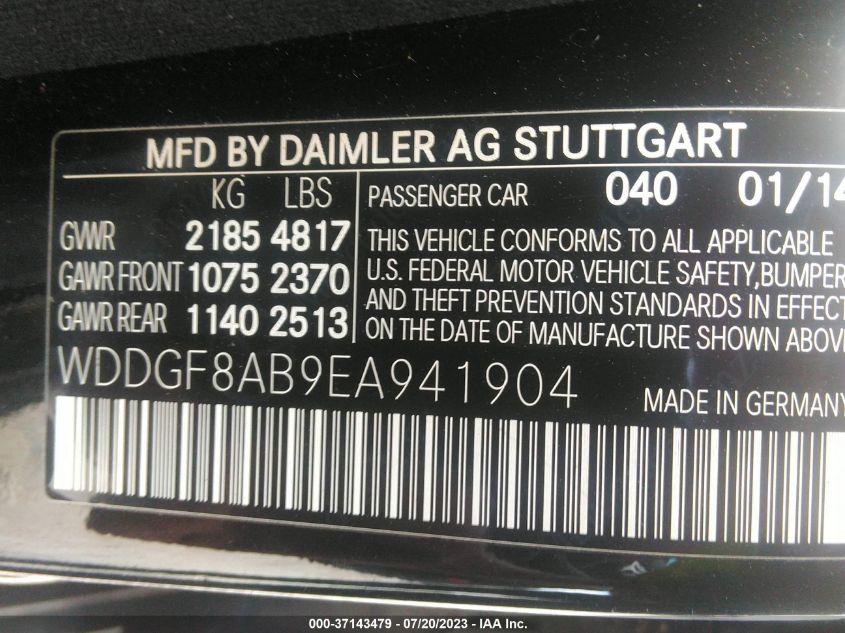 MFD BY DAIMLER AG STUTTGART
KG LBS
GWWR 2185 4817
GAWR FRONT 1075 2370
GAWR REAR 1140 2513
PASSENGER CAR 040 01/14
THIS VEHICLE CONFORMS TO ALL APPLICABLE
U.S. FEDERAL MOTOR VEHICLE SAFETY,BUMPER
AND THEFT PREVENTION STANDARDS IN EFFECT
ON THE DATE OF MANUFACTURE SHOWN ABOVE
WDDGF8AB9EA941904
MADE IN GERMANY
000-37143479 - 07/20/2023 - IAA Inc.